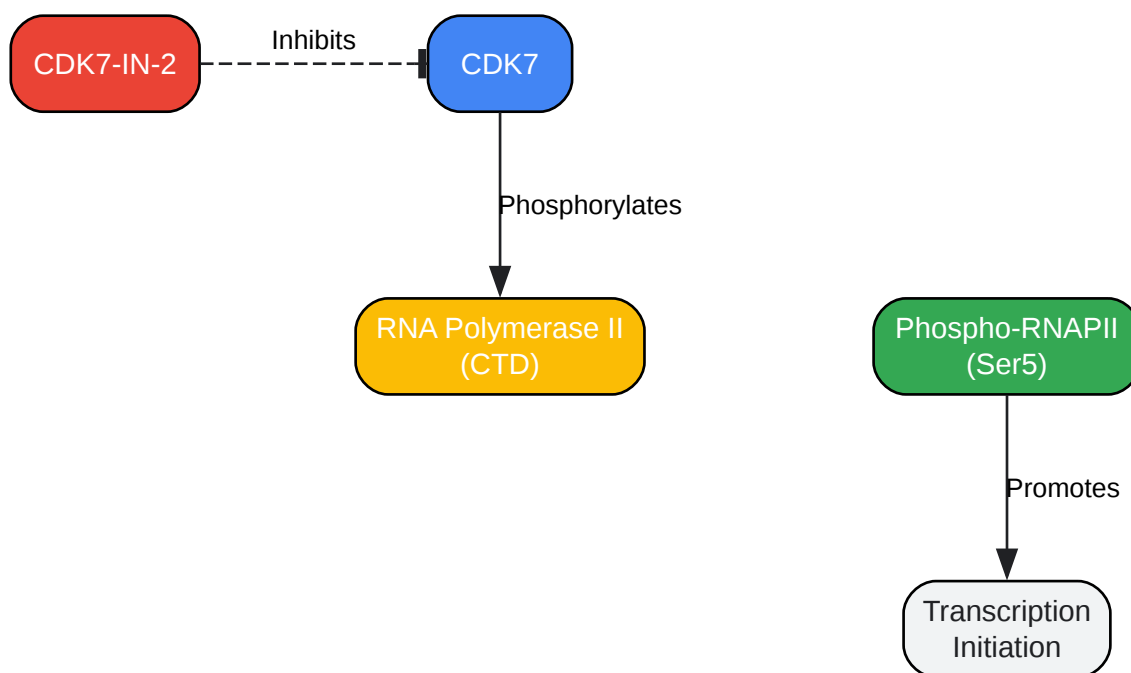 Inhibits
CDK7-IN-2
CDK7
Phosphorylates
RNA Polymerase II
(CTD)
Phospho-RNAPII
(Ser5)
Promotes
Transcription
Initiation